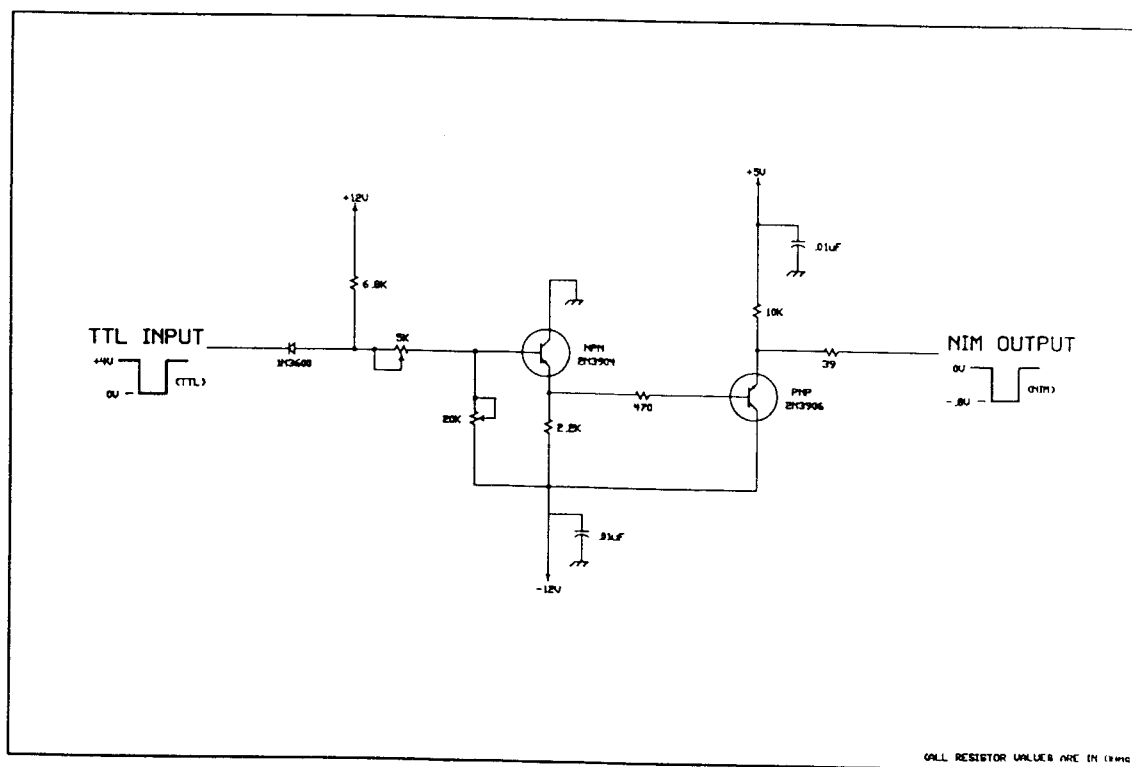 +5V
+12V
.01uF
6.8K
10K
TTL INPUT
5K
NPN
2N3904
NIM OUTPUT
+4V
0V
(TTL)
1N3600
39
0V
-.8V
(NIM)
PNP
2N3906
470
20K
2.2K
.01uF
-12V
(ALL RESISTOR VALUES ARE IN OHMS